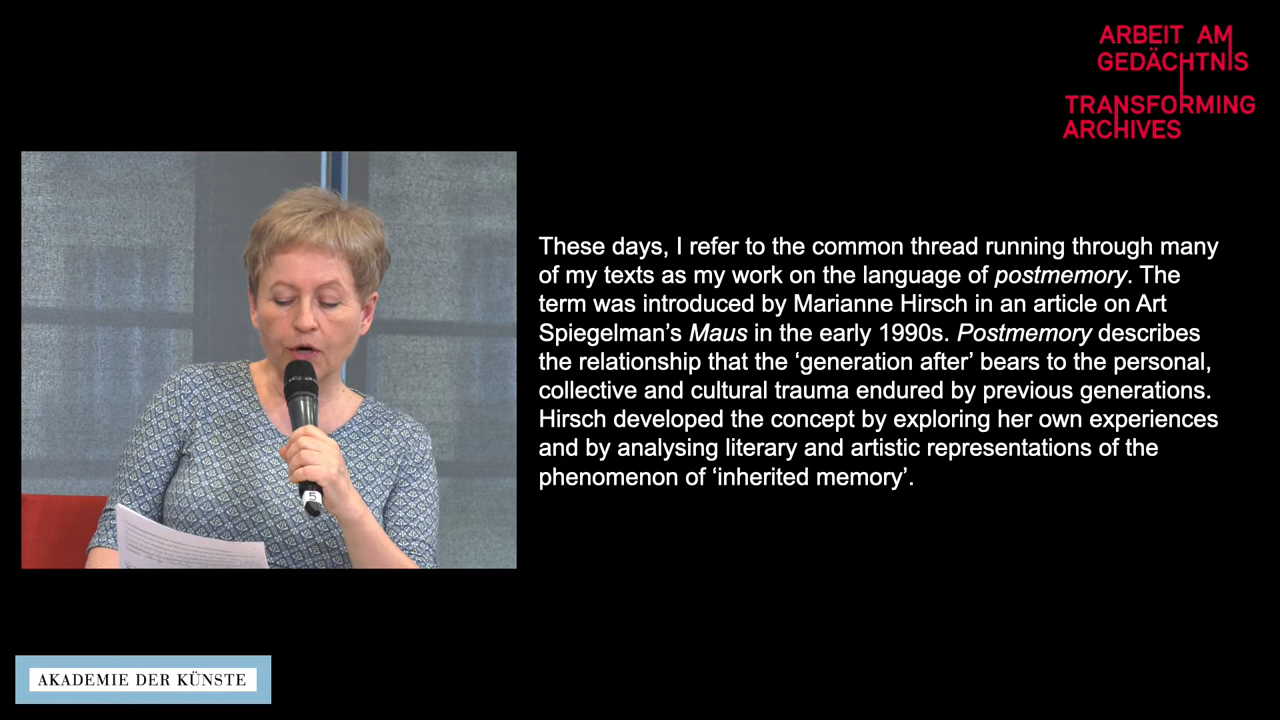 ARBEIT AM
GEDÄCHTNIS
TRANSFORMING
ARCHIVES
These days, I refer to the common thread running through many
of my texts as my work on the language of postmemory. The
term was introduced by Marianne Hirsch in an article on Art
Spiegelman’s Maus in the early 1990s. Postmemory describes
the relationship that the ‘generation after’ bears to the personal,
collective and cultural trauma endured by previous generations.
Hirsch developed the concept by exploring her own experiences
and by analysing literary and artistic representations of the
phenomenon of ‘inherited memory’.
5
AKADEMIE DER KÜNSTE